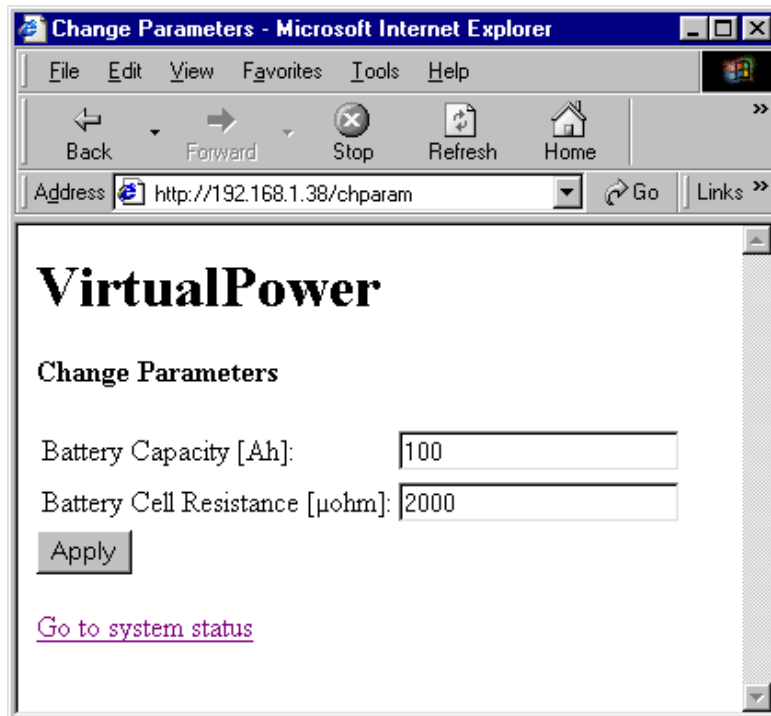 Change Parameters - Microsoft Internet Explorer
File Edit View Favorites Tools Help
Back Forward Stop Refresh Home »
Address http://192.168.1.38/chparam Go Links »
VirtualPower
Change Parameters
Battery Capacity [Ah]: 100
Battery Cell Resistance [µohm]: 2000
Apply
Go to system status